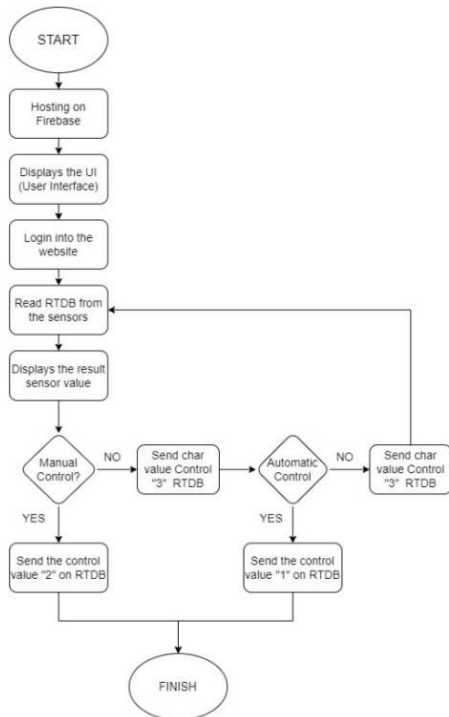 START
Hosting on
Firebase
Displays the UI
(User Interface)
Login into the
website
Read RTDB from
the sensors
Displays the result
sensor value
Manual
Control?
NO
Send char
value Control
"3" RTDB
Automatic
Control
NO
Send char
value Control
"3" RTDB
YES
YES
Send the control
value "2" on RTDB
Send the control
value "1" on RTDB
FINISH